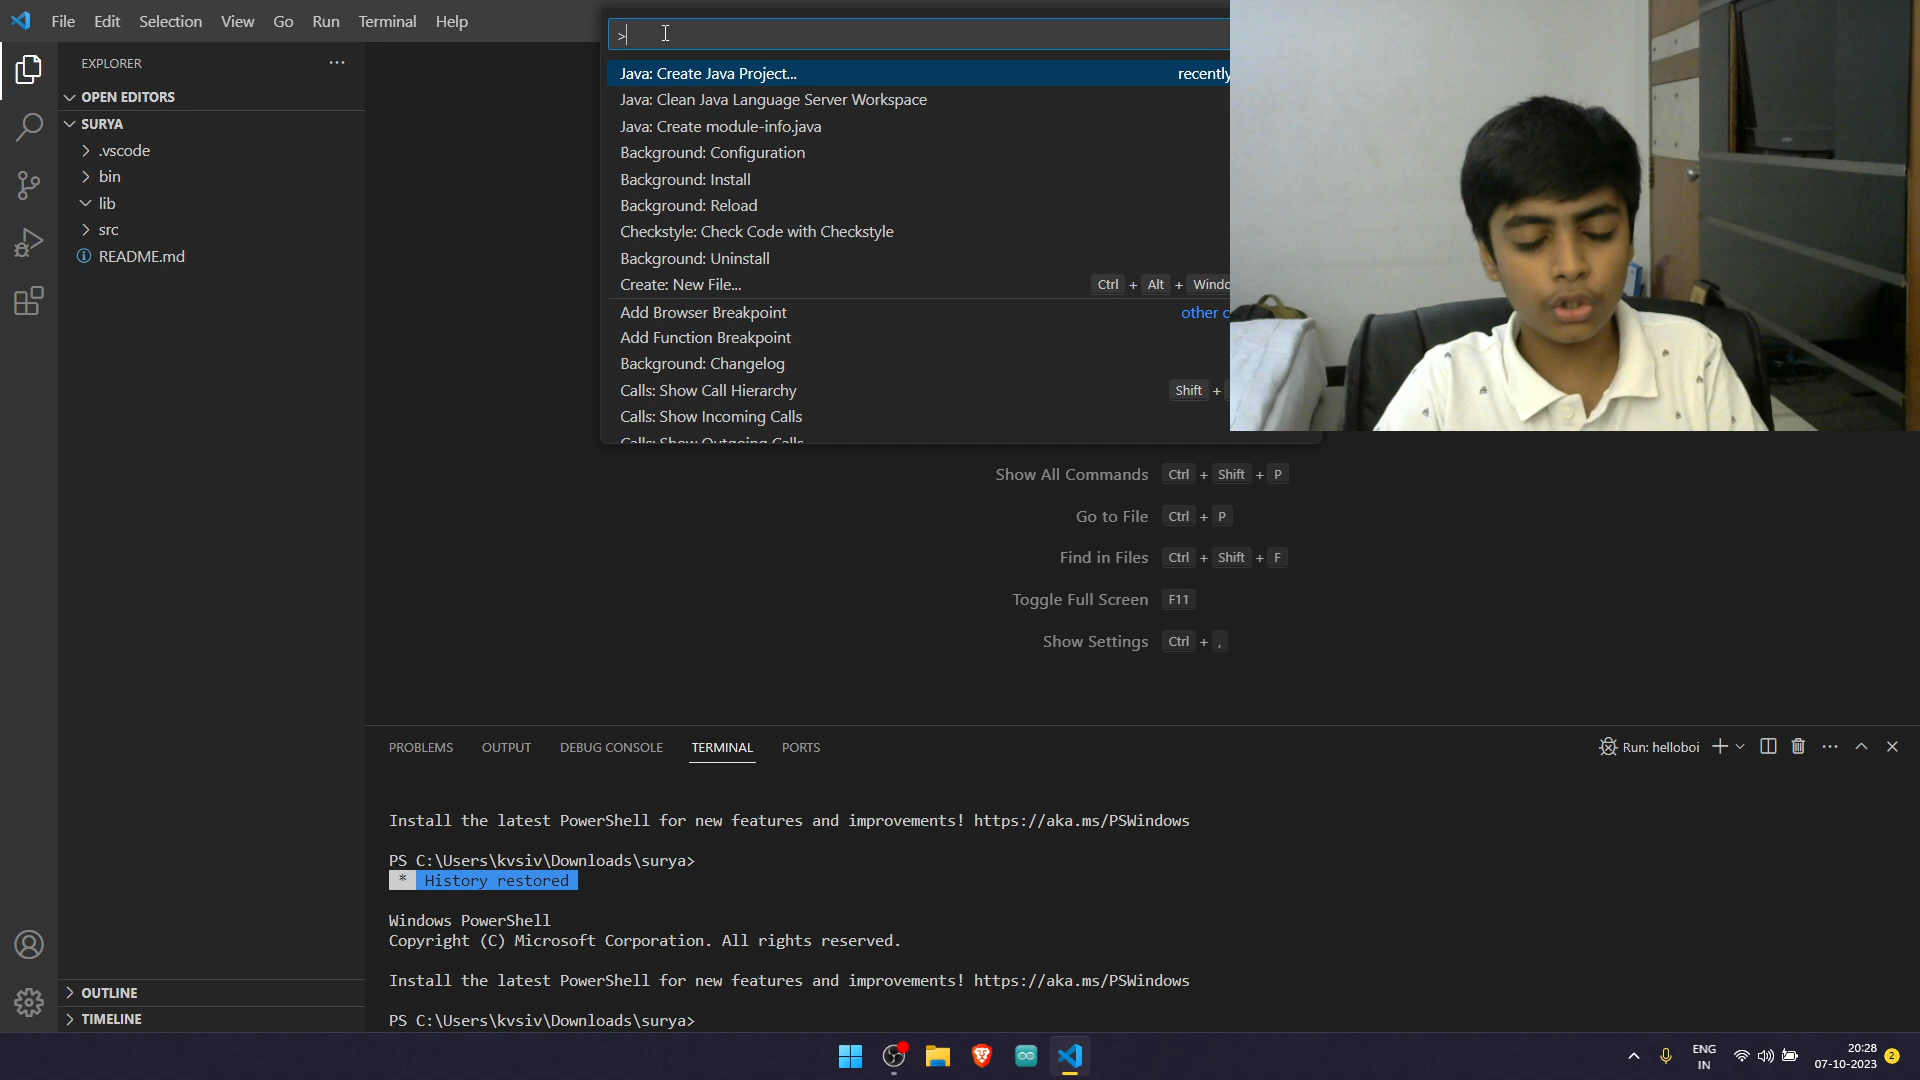 File Edit Selection View Go Run Terminal Help
>
EXPLORER
OPEN EDITORS
SURYA
.vscode
bin
lib
src
README.md
OUTLINE
TIMELINE
Java: Create Java Project... recently
Java: Clean Java Language Server Workspace
Java: Create module-info.java
Background: Configuration
Background: Install
Background: Reload
Checkstyle: Check Code with Checkstyle
Background: Uninstall
Create: New File... Ctrl + Alt + Windo
Add Browser Breakpoint other c
Add Function Breakpoint
Background: Changelog
Calls: Show Call Hierarchy Shift +
Calls: Show Incoming Calls
Calls: Show Outgoing Calls
Show All Commands Ctrl + Shift + P
Go to File Ctrl + P
Find in Files Ctrl + Shift + F
Toggle Full Screen F11
Show Settings Ctrl + ,
PROBLEMS OUTPUT DEBUG CONSOLE TERMINAL PORTS Run: helloboi
Install the latest PowerShell for new features and improvements! https://aka.ms/PSWindows
PS C:\Users\kvsiv\Downloads\surya>
* History restored
Windows PowerShell
Copyright (C) Microsoft Corporation. All rights reserved.
Install the latest PowerShell for new features and improvements! https://aka.ms/PSWindows
PS C:\Users\kvsiv\Downloads\surya>
ENG
IN
20:28
07-10-2023
2